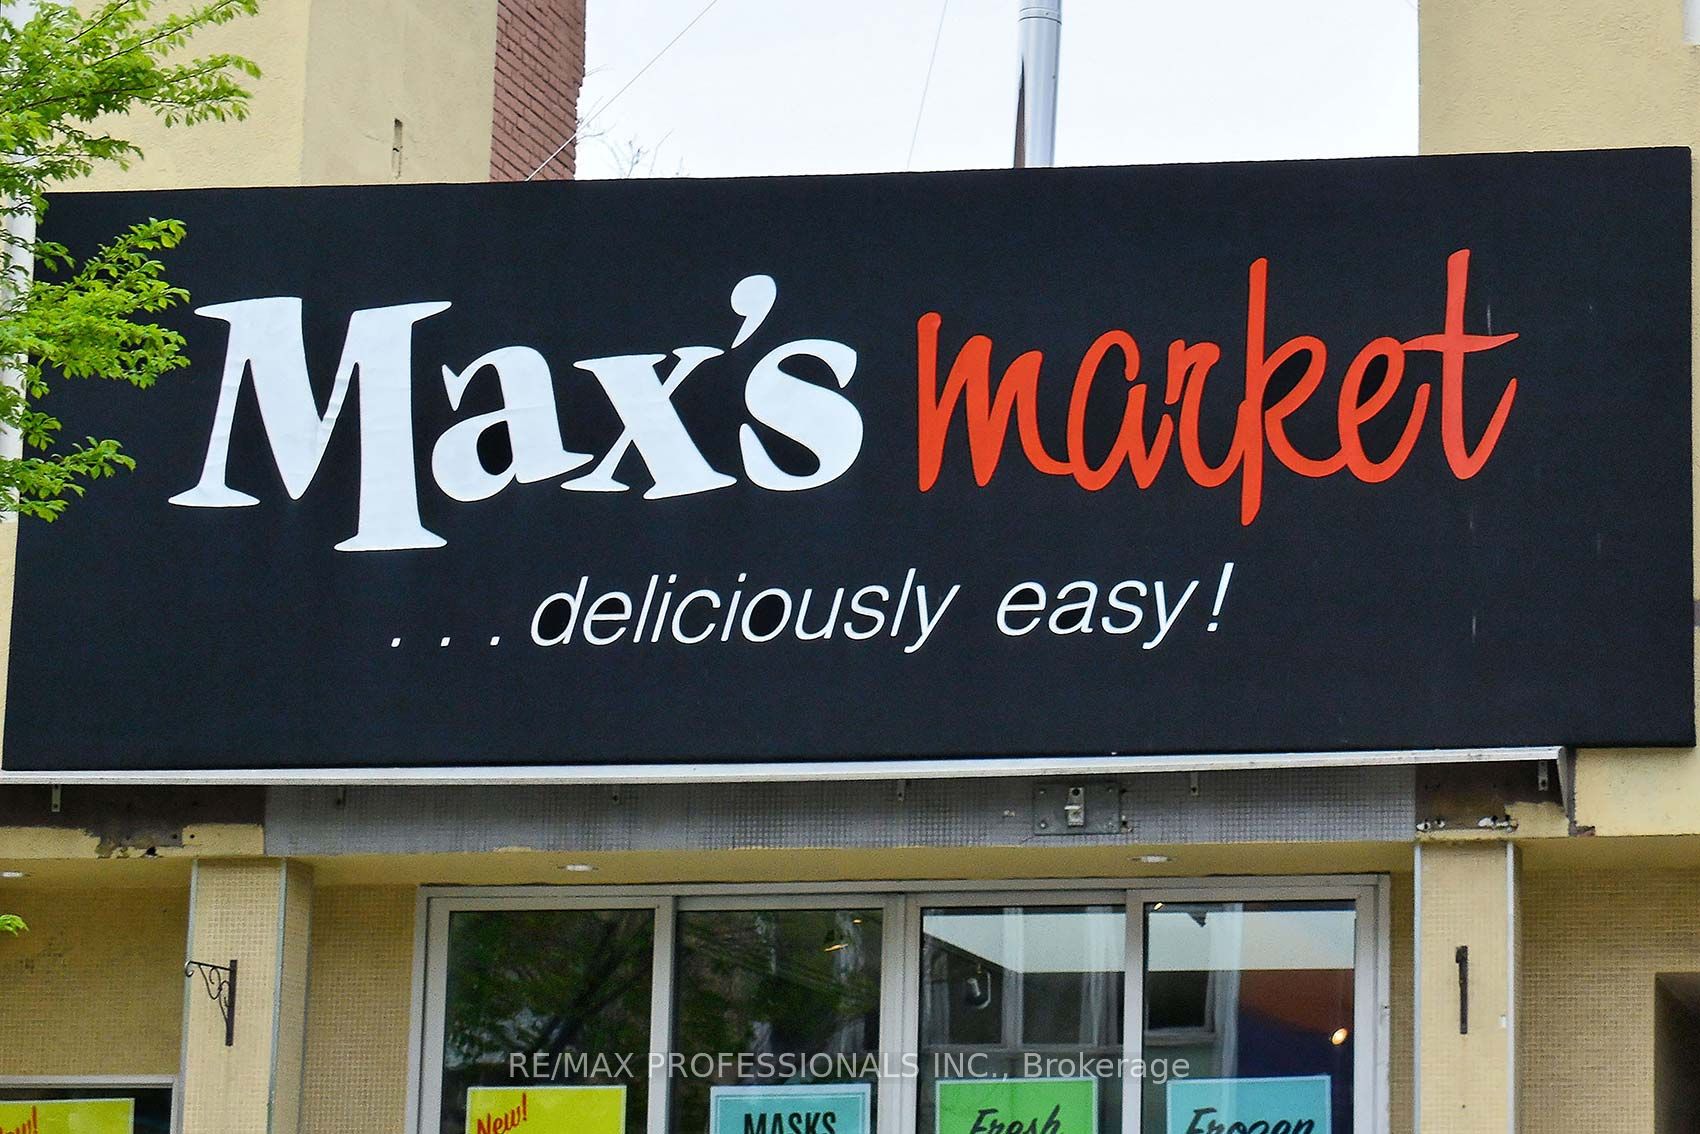 Max's market
...deliciously easy!
RE/MAX PROFESSIONALS INC., Brokerage
New!
MASKS
Fresh
Frozen